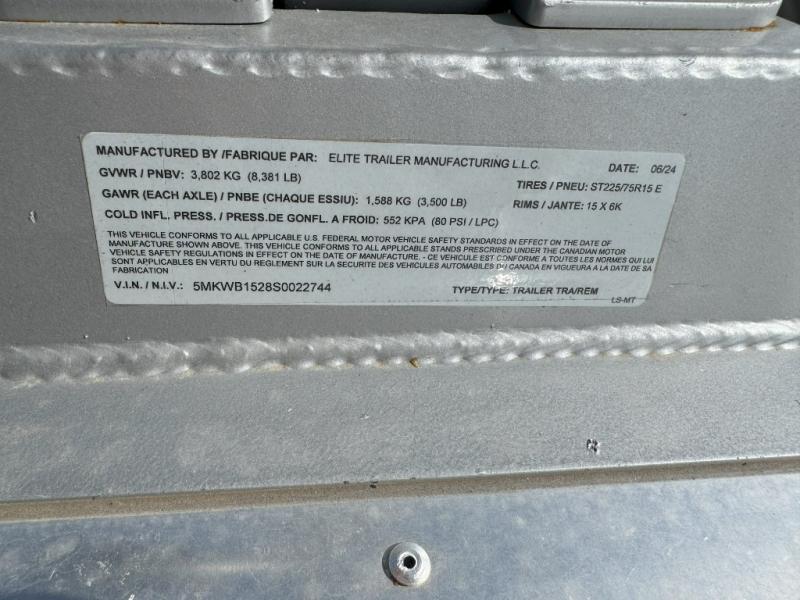 MANUFACTURED BY /FABRIQUE PAR: ELITE TRAILER MANUFACTURING L.L.C. DATE: 06/24
GVWR / PNBV: 3,802 KG (8,381 LB) TIRES / PNEU: ST225/75R15 E
GAWR (EACH AXLE) / PNBE (CHAQUE ESSIU): 1,588 KG (3,500 LB) RIMS / JANTE: 15 X 6K
COLD INFL. PRESS. / PRESS.DE GONFL. A FROID: 552 KPA (80 PSI / LPC)
THIS VEHICLE CONFORMS TO ALL APPLICABLE U.S. FEDERAL MOTOR VEHICLE SAFETY STANDARDS IN EFFECT ON THE DATE OF
MANUFACTURE SHOWN ABOVE. THIS VEHICLE CONFORMS TO ALL APPLICABLE STANDARDS PRESCRIBED UNDER THE CANADIAN MOTOR
VEHICLE SAFETY REGULATIONS IN EFFECT ON THE DATE OF MANUFACTURE. - CE VEHICULE EST CONFORME A TOUTES LES NORMES QUI LUI
SONT APPLICABLES EN VERTU DU REGLEMENT SUR LA SECURITE DES VEHICULES AUTOMOBILES DU CANADA EN VIGUEUR A LA DATE DE SA
FABRICATION
V.I.N. / N.I.V.: 5MKWB1528S0022744 TYPE/TYPE: TRAILER TRA/REM
LS-MT